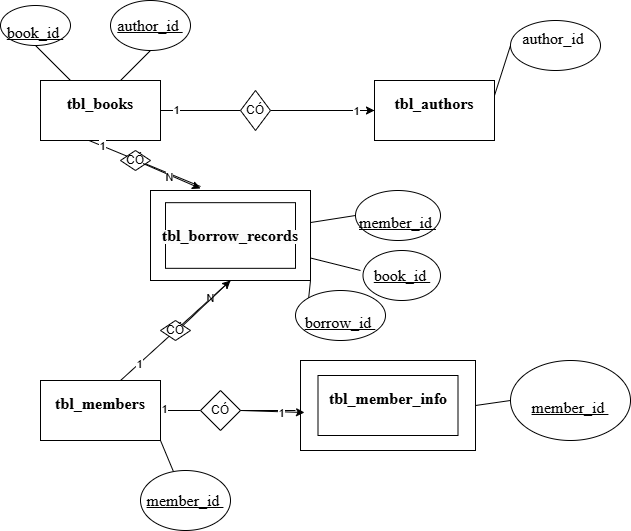 book_id
author_id
author_id
tbl_books
1
CÓ
1
tbl_authors
1
CÓ
N
tbl_borrow_records
member_id
book_id
borrow_id
N
CÓ
1
tbl_members
1
CÓ
1
tbl_member_info
member_id
member_id